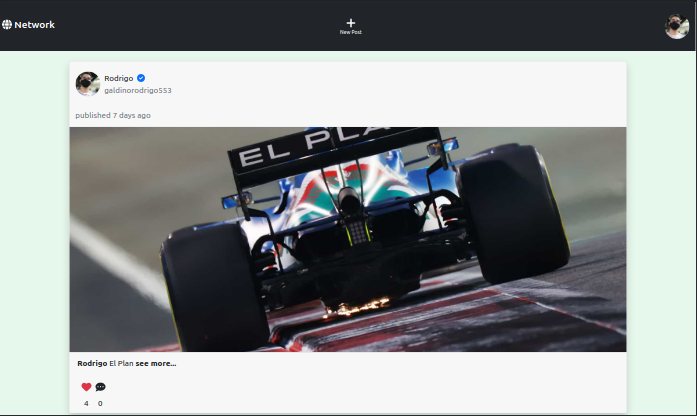 Network
New Post
Rodrigo
galdinorodrigo553
published 7 days ago
EL PLA
Rodrigo El Plan see more...
4 0